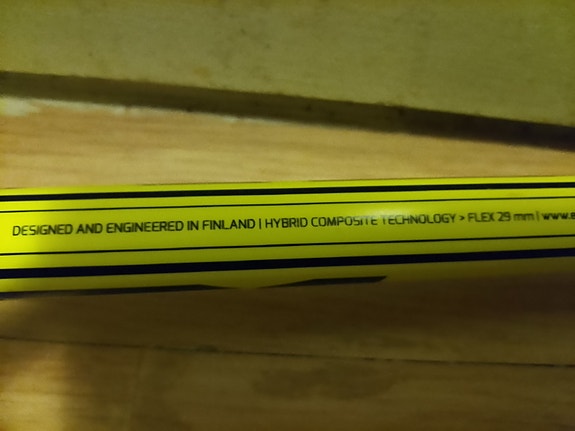 DESIGNED AND ENGINEERED IN FINLAND | HYBRID COMPOSITE TECHNOLOGY > FLEX 29 mm | www.e